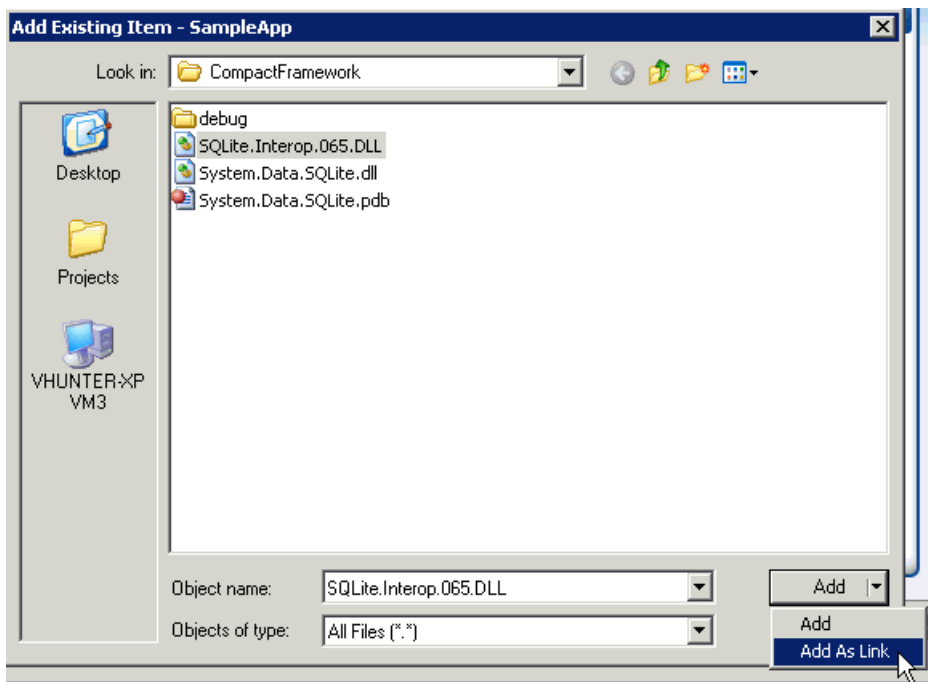 Add Existing Item - SampleApp
Look in:
CompactFramework
debug
SQLite.Interop.065.DLL
System.Data.SQLite.dll
System.Data.SQLite.pdb
Desktop
Projects
VHUNTER-XP
VM3
Object name:
SQLite.Interop.065.DLL
Add
Objects of type:
All Files (*.*)
Add
Add As Link